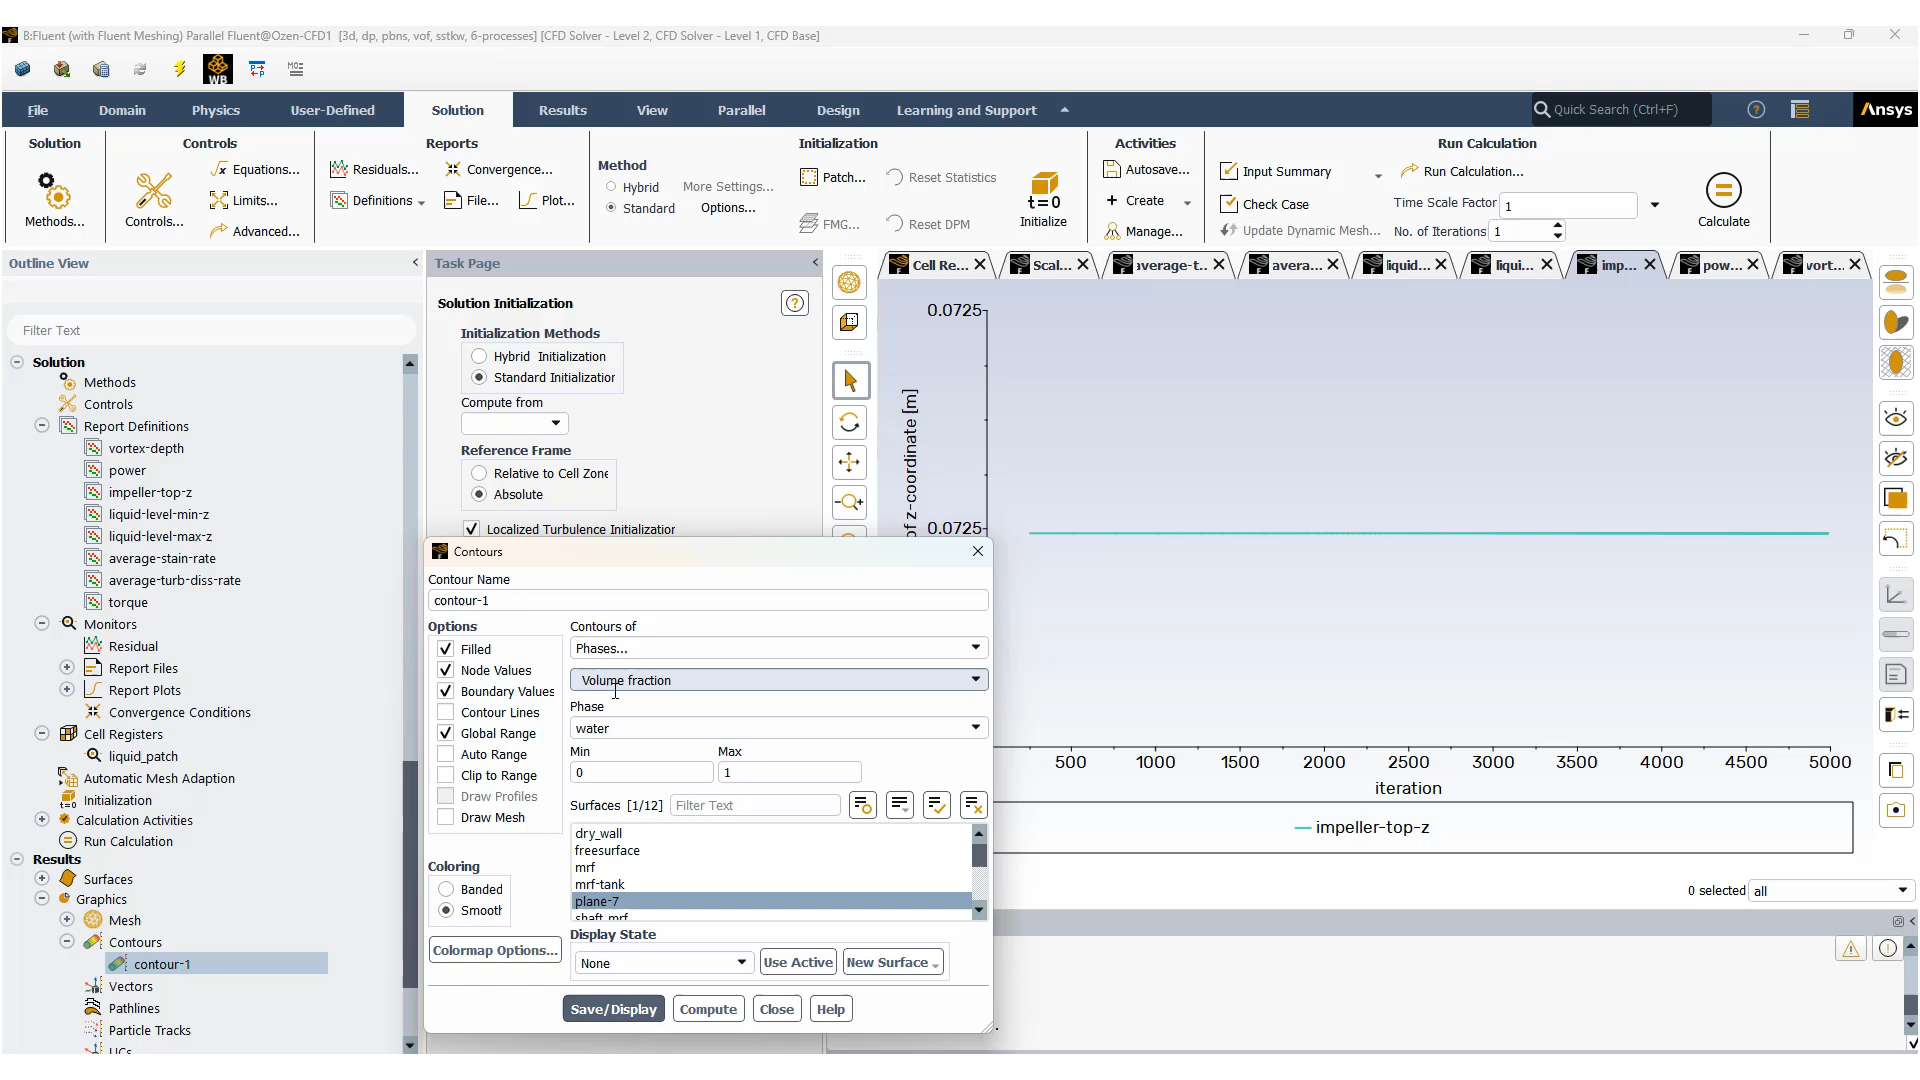 B:Fluent (with Fluent Meshing) Parallel Fluent@Ozen-CFD1 [3d, dp, pbns, vof, sstkw, 6-processes] [CFD Solver - Level 2, CFD Solver - Level 1, CFD Base]
WB
File Domain Physics User-Defined Solution Results View Parallel Design Learning and Support Quick Search (Ctrl+F) Ansys
Solution
Methods...
Controls
Controls...
Equations...
Limits...
Advanced...
Reports
Residuals... Convergence...
Definitions File... Plot...
Initialization
Method
Hybrid More Settings...
Standard Options...
Patch... Reset Statistics
FMG... Reset DPM
t=0
Initialize
Activities
Autosave...
Create
Manage...
Run Calculation
Input Summary Run Calculation...
Check Case Time Scale Factor 1
Update Dynamic Mesh... No. of Iterations 1
Calculate
Outline View
Filter Text
Solution
Methods
Controls
Report Definitions
vortex-depth
power
impeller-top-z
liquid-level-min-z
liquid-level-max-z
average-stain-rate
average-turb-diss-rate
torque
Monitors
Residual
Report Files
Report Plots
Convergence Conditions
Cell Registers
liquid_patch
Automatic Mesh Adaption
Initialization
Calculation Activities
Run Calculation
Results
Surfaces
Graphics
Mesh
Contours
contour-1
Vectors
Pathlines
Particle Tracks
LICs
Task Page
Solution Initialization
Initialization Methods
Hybrid Initialization
Standard Initialization
Compute from
Reference Frame
Relative to Cell Zone
Absolute
Localized Turbulence Initialization
Contours
Contour Name
contour-1
Options
Filled
Node Values
Boundary Values
Contour Lines
Global Range
Auto Range
Clip to Range
Draw Profiles
Draw Mesh
Coloring
Banded
Smooth
Colormap Options...
Contours of
Phases...
Volume fraction
Phase
water
Min Max
0 1
Surfaces [1/12] Filter Text
dry_wall
freesurface
mrf
mrf-tank
plane-7
shaft_mrf
Display State
None Use Active New Surface
Save/Display Compute Close Help
Cell Re... Scal... average-t... avera... liquid... liqui... imp... pow... vort...
0.0725
0.0725
of z-coordinate [m]
500 1000 1500 2000 2500 3000 3500 4000 4500 5000
iteration
impeller-top-z
0 selected all